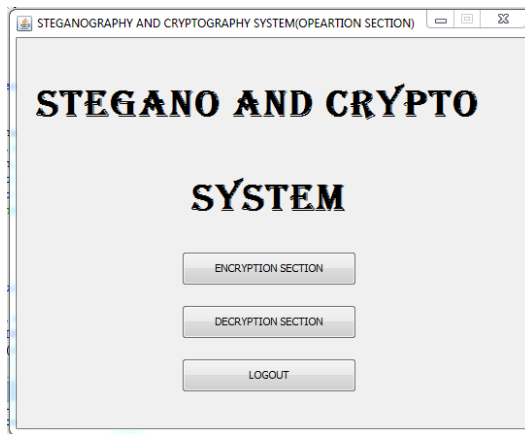 STEGANOGRAPHY AND CRYPTOGRAPHY SYSTEM(OPEARTION SECTION)
STEGANO AND CRYPTO
SYSTEM
ENCRYPTION SECTION
DECRYPTION SECTION
LOGOUT